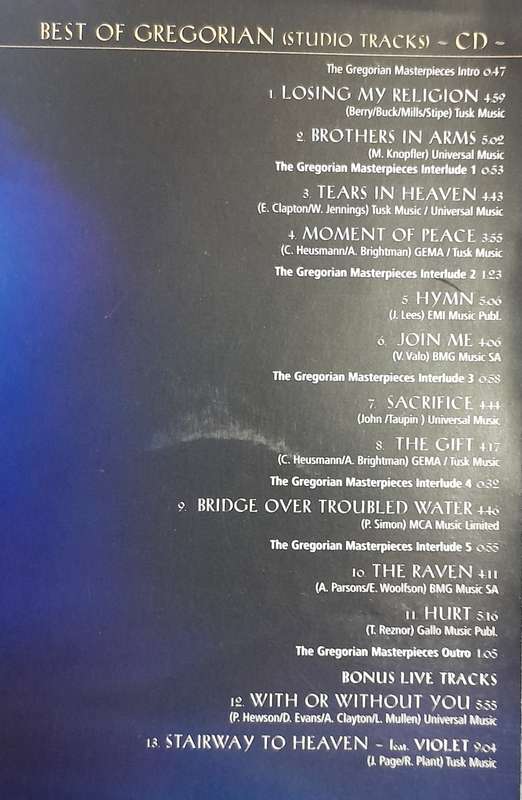 BEST OF GREGORIAN (STUDIO TRACKS) ~ CD ~
The Gregorian Masterpieces Intro 0:47
1. LOSING MY RELIGION 4:59
(Berry/Buck/Mills/Stipe) Tusk Music
2. BROTHERS IN ARMS 5:02
(M. Knopfler) Universal Music
The Gregorian Masterpieces Interlude 1 0:53
3. TEARS IN HEAVEN 4:43
(E. Clapton/W. Jennings) Tusk Music / Universal Music
4. MOMENT OF PEACE 3:55
(C. Heusmann/A. Brightman) GEMA / Tusk Music
The Gregorian Masterpieces Interlude 2 1:23
5. HYMN 5:06
(J. Lees) EMI Music Publ.
6. JOIN ME 4:06
(V. Valo) BMG Music SA
The Gregorian Masterpieces Interlude 3 0:58
7. SACRIFICE 4:44
(John /Taupin ) Universal Music
8. THE GIFT 4:17
(C. Heusmann/A. Brightman) GEMA / Tusk Music
The Gregorian Masterpieces Interlude 4 0:32
9. BRIDGE OVER TROUBLED WATER 4:46
(P. Simon) MCA Music Limited
The Gregorian Masterpieces Interlude 5 0:55
10. THE RAVEN 4:11
(A. Parsons/E. Woolfson) BMG Music SA
11. HURT 5:16
(T. Reznor) Gallo Music Publ.
The Gregorian Masterpieces Outro 1:05
BONUS LIVE TRACKS
12. WITH OR WITHOUT YOU 5:55
(P. Hewson/D. Evans/A. Clayton/L. Mullen) Universal Music
13. STAIRWAY TO HEAVEN ~ feat. VIOLET 9:04
(J. Page/R. Plant) Tusk Music